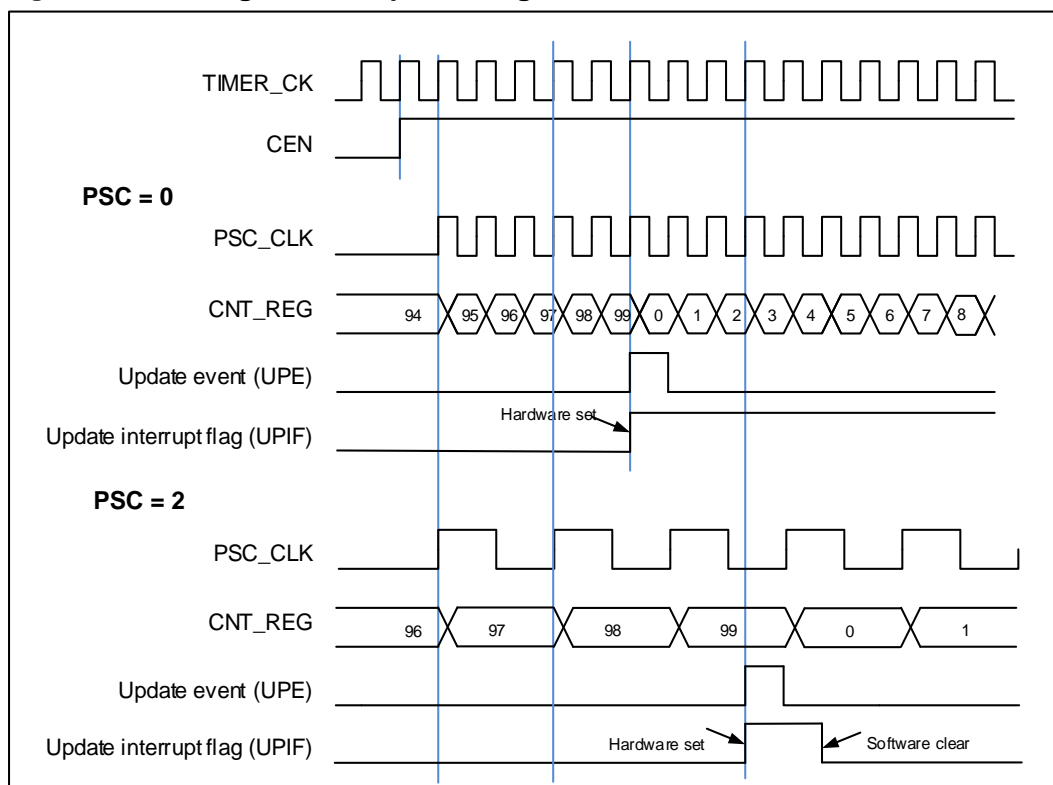 TIMER_CK
CEN
PSC = 0
PSC_CLK
CNT_REG 94 95 96 97 98 99 0 1 2 3 4 5 6 7 8
Update event (UPE)
Hardware set
Update interrupt flag (UPIF)
PSC = 2
PSC_CLK
CNT_REG 96 97 98 99 0 1
Update event (UPE)
Update interrupt flag (UPIF) Hardware set Software clear